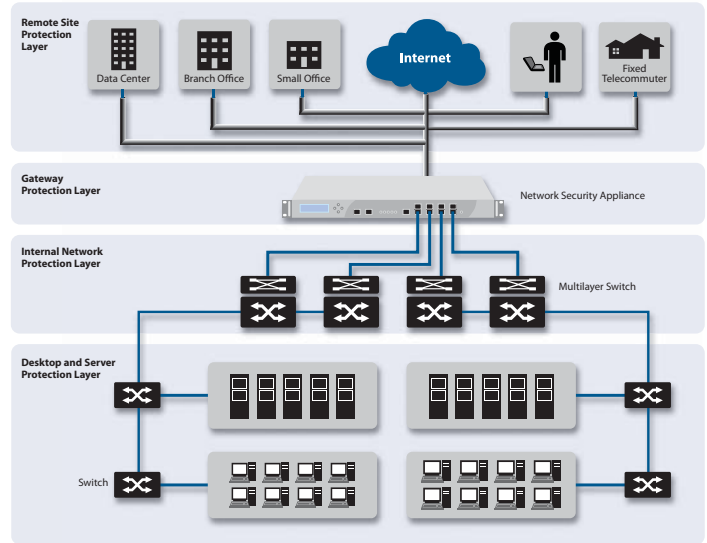 Remote Site
Protection
Layer
Data Center
Branch Office
Small Office
Internet
Fixed
Telecommuter
Gateway
Protection Layer
Network Security Appliance
Internal Network
Protection Layer
Multilayer Switch
Desktop and Server
Protection Layer
Switch